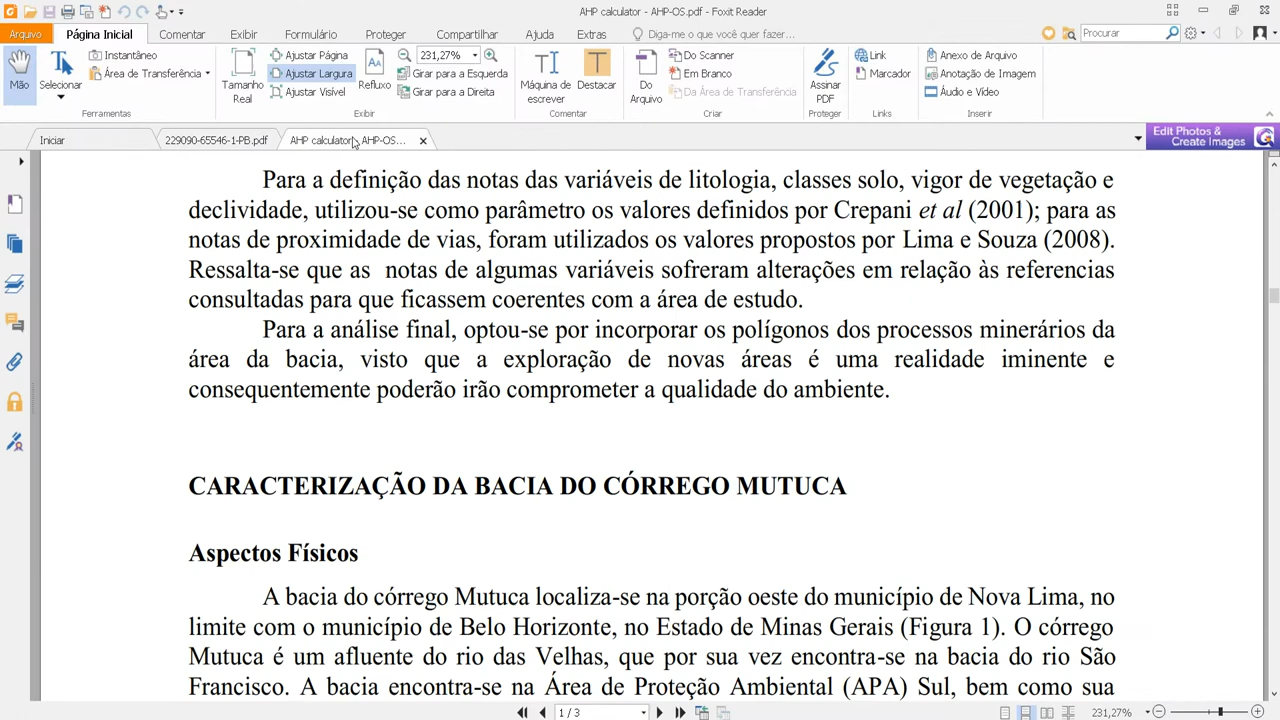 AHP calculator - AHP-OS.pdf - Foxit Reader
Arquivo Página Inicial Comentar Exibir Formulário Proteger Compartilhar Ajuda Extras Diga-me o que você quer fazer... Procurar
Mão
Selecionar
Instantâneo
Área de Transferência
Ferramentas
Tamanho Real
Ajustar Página
Ajustar Largura
Ajustar Visível
Refluxo
231,27%
Girar para a Esquerda
Girar para a Direita
Exibir
Máquina de escrever
Destacar
Comentar
Do Arquivo
Do Scanner
Em Branco
Da Área de Transferência
Criar
Assinar PDF
Proteger
Link
Marcador
Links
Anexo de Arquivo
Anotação de Imagem
Áudio e Vídeo
Inserir
Iniciar 229090-65546-1-PB.pdf AHP calculator - AHP-OS...
Edit Photos &
Create Images
Para a definição das notas das variáveis de litologia, classes solo, vigor de vegetação e
declividade, utilizou-se como parâmetro os valores definidos por Crepani et al (2001); para as
notas de proximidade de vias, foram utilizados os valores propostos por Lima e Souza (2008).
Ressalta-se que as notas de algumas variáveis sofreram alterações em relação às referencias
consultadas para que ficassem coerentes com a área de estudo.
Para a análise final, optou-se por incorporar os polígonos dos processos minerários da
área da bacia, visto que a exploração de novas áreas é uma realidade iminente e
consequentemente poderão irão comprometer a qualidade do ambiente.
CARACTERIZAÇÃO DA BACIA DO CÓRREGO MUTUCA
Aspectos Físicos
A bacia do córrego Mutuca localiza-se na porção oeste do município de Nova Lima, no
limite com o município de Belo Horizonte, no Estado de Minas Gerais (Figura 1). O córrego
Mutuca é um afluente do rio das Velhas, que por sua vez encontra-se na bacia do rio São
Francisco. A bacia encontra-se na Área de Proteção Ambiental (APA) Sul, bem como sua
1 / 3
231,27%